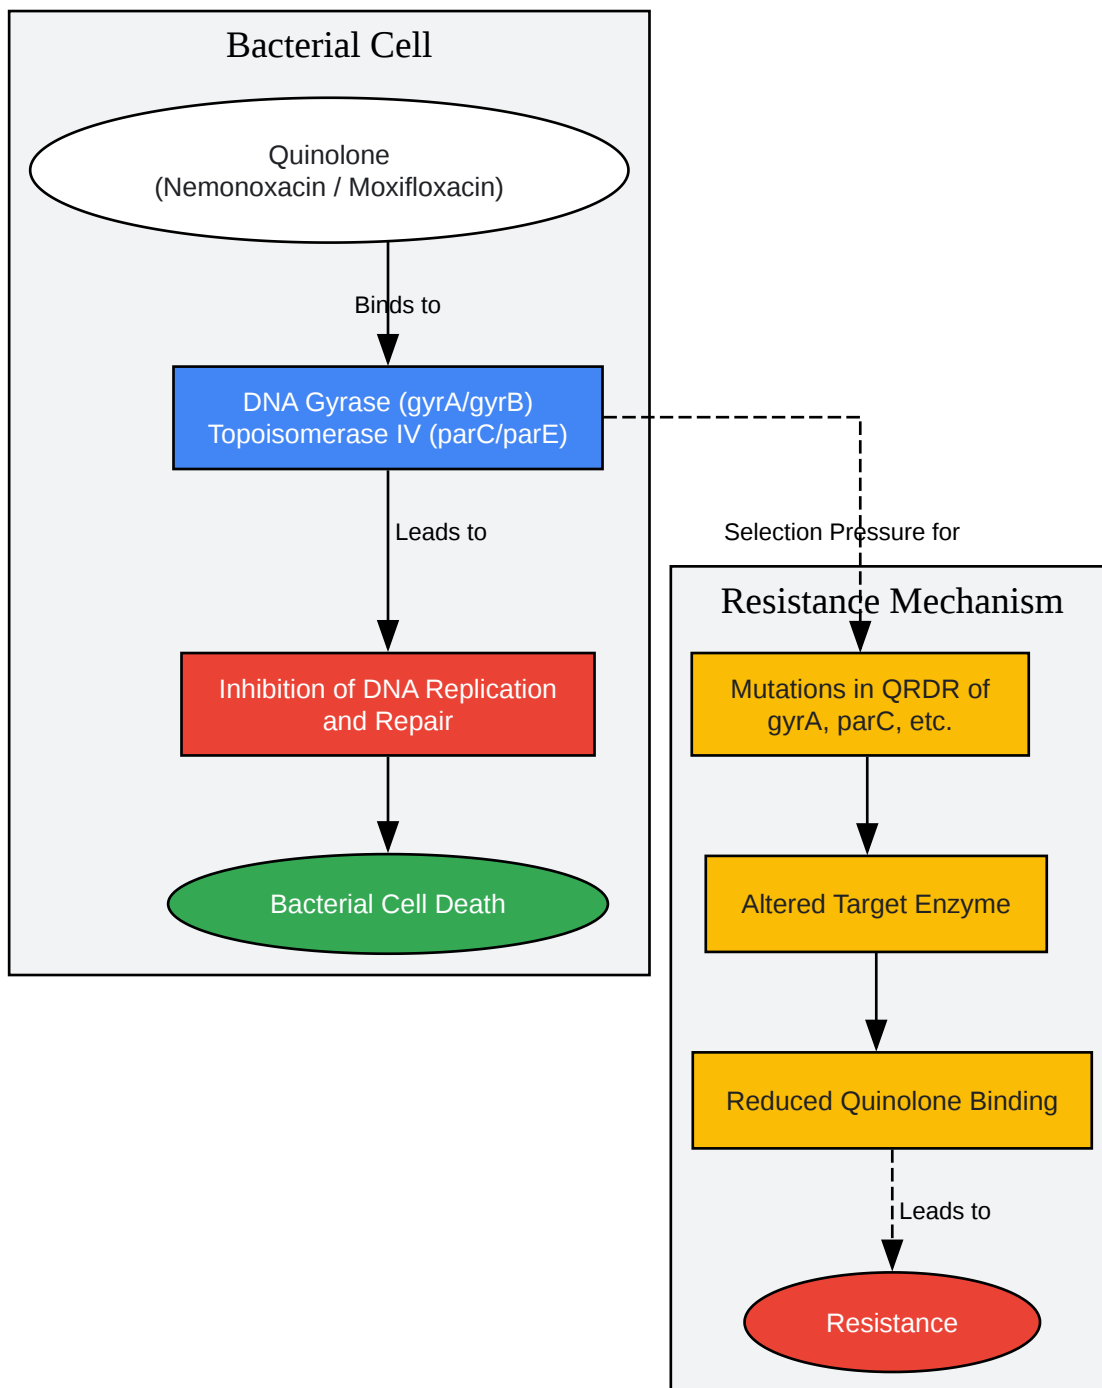 Bacterial Cell
Quinolone
(Nemonoxacin / Moxifloxacin)
Binds to
DNA Gyrase (gyrA/gyrB)
Topoisomerase IV (parC/parE)
Leads to
Inhibition of DNA Replication
and Repair
Bacterial Cell Death
Selection Pressure for
Resistance Mechanism
Mutations in QRDR of
gyrA, parC, etc.
Altered Target Enzyme
Reduced Quinolone Binding
Leads to
Resistance